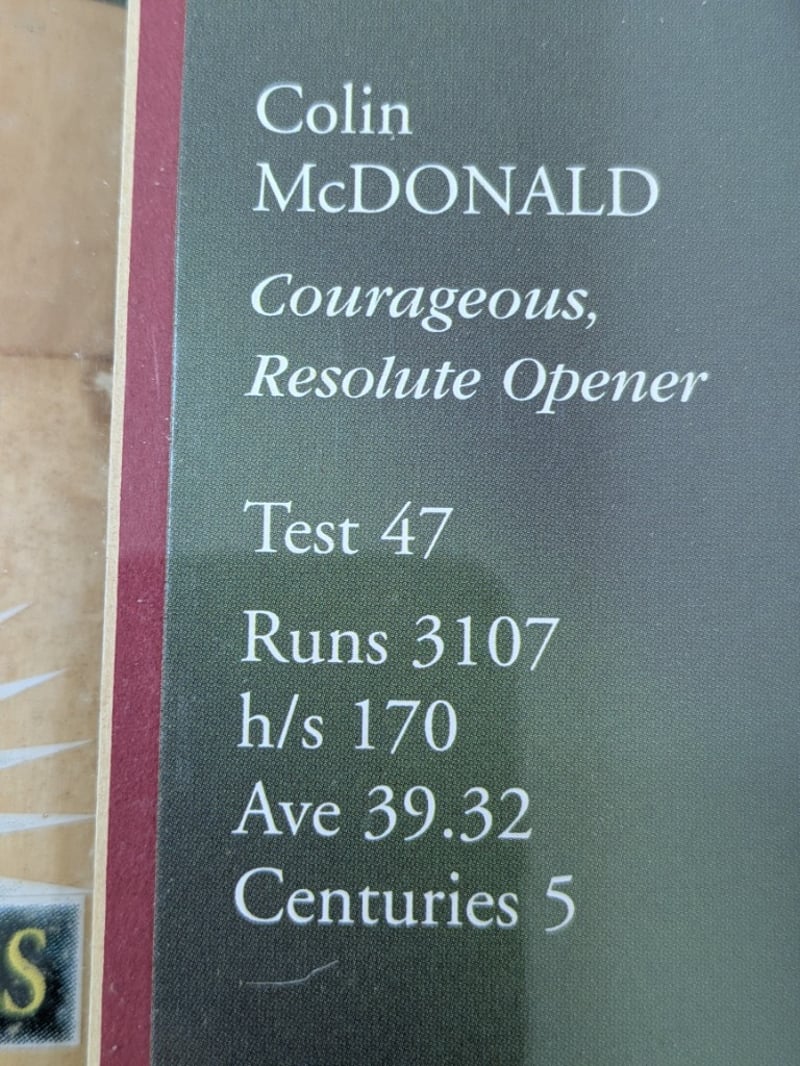 Colin
McDONALD
Courageous,
Resolute Opener
Test 47
Runs 3107
h/s 170
Ave 39.32
Centuries 5
S